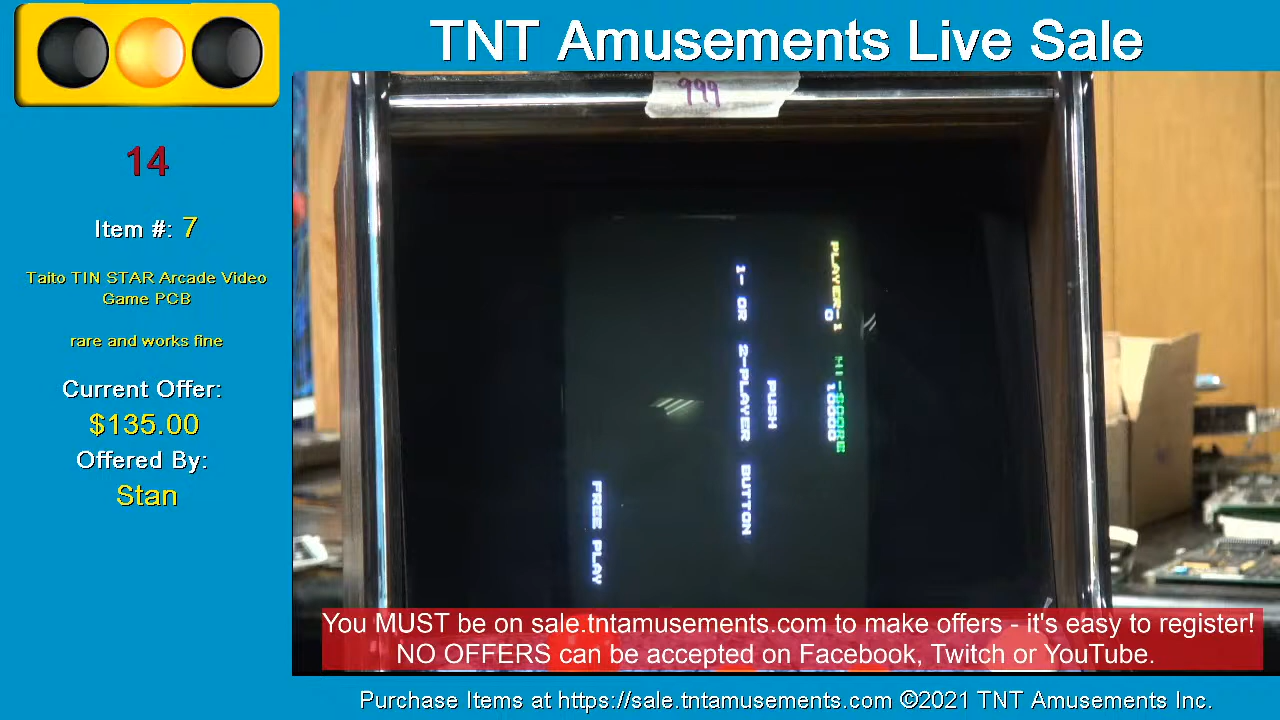 TNT Amusements Live Sale
999
14
Item #: 7
Taito TIN STAR Arcade Video
Game PCB
rare and works fine
Current Offer:
$135.00
Offered By:
Stan
PLAYER-1
0
HI-SCORE
10000
PUSH
1- OR 2-PLAYER BUTTON
FREE PLAY
You MUST be on sale.tntamusements.com to make offers - it's easy to register!
NO OFFERS can be accepted on Facebook, Twitch or YouTube.
Purchase Items at https://sale.tntamusements.com ©2021 TNT Amusements Inc.